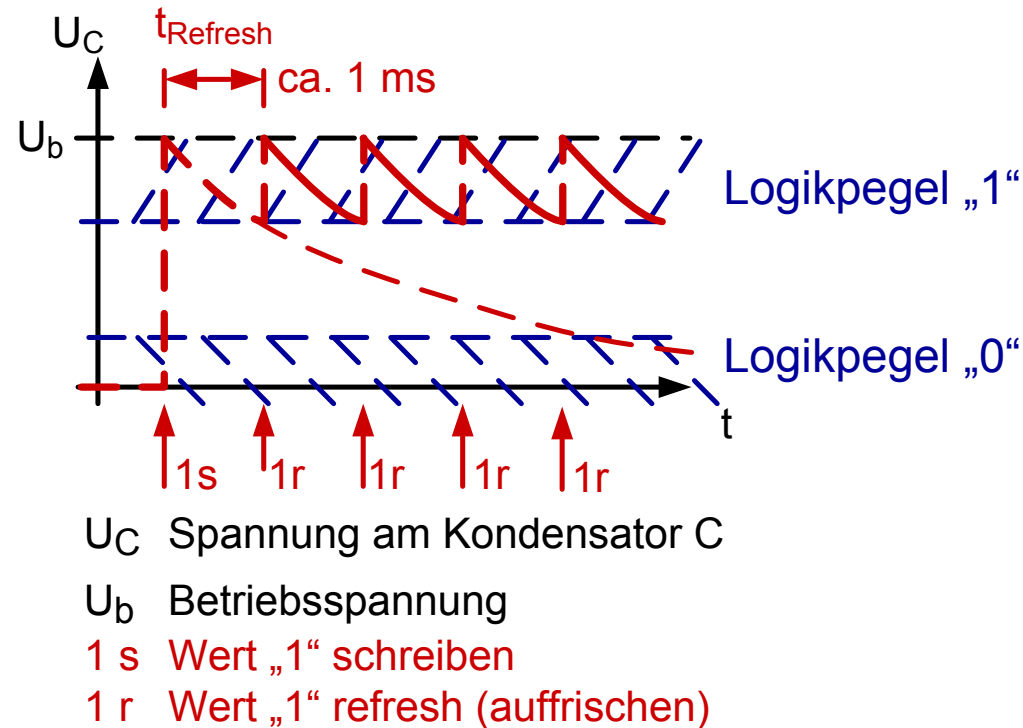 U_C
t_Refresh
ca. 1 ms
U_b
Logikpegel „1“
Logikpegel „0“
t
1s 1r 1r 1r 1r
U_C Spannung am Kondensator C
U_b Betriebsspannung
1 s Wert „1“ schreiben
1 r Wert „1“ refresh (auffrischen)